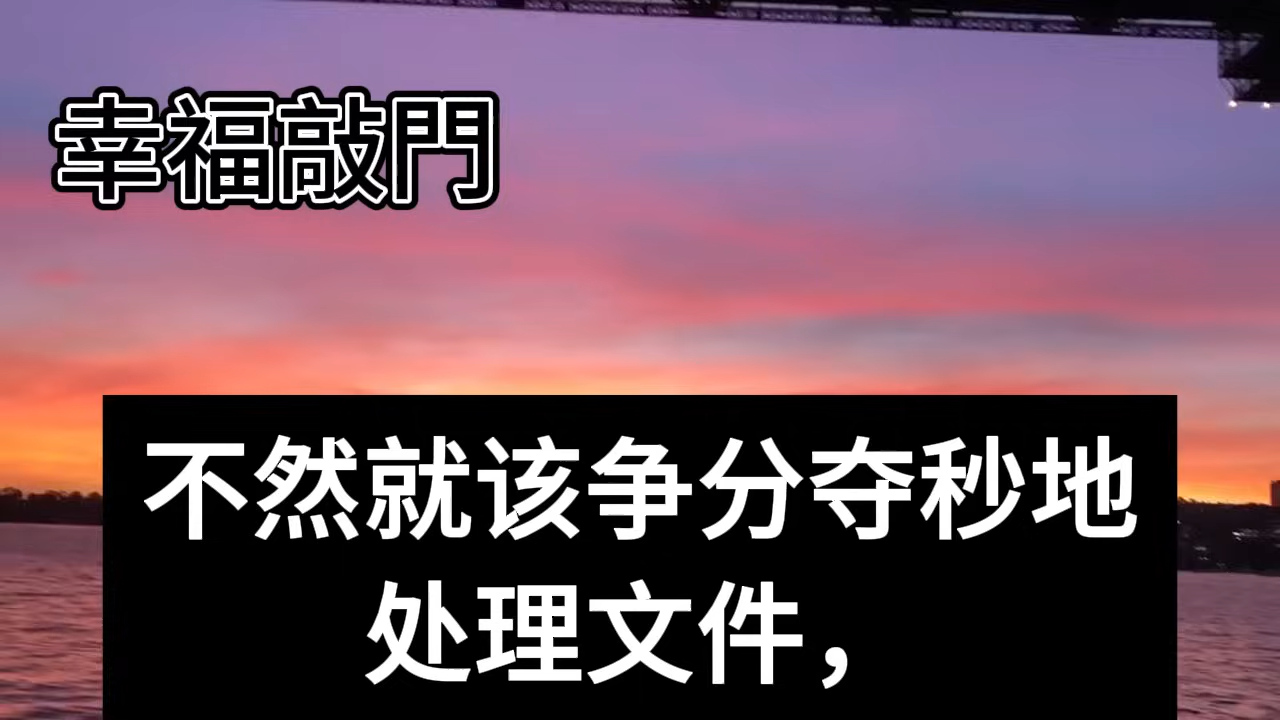 幸福敲門
不然就该争分夺秒地
处理文件，